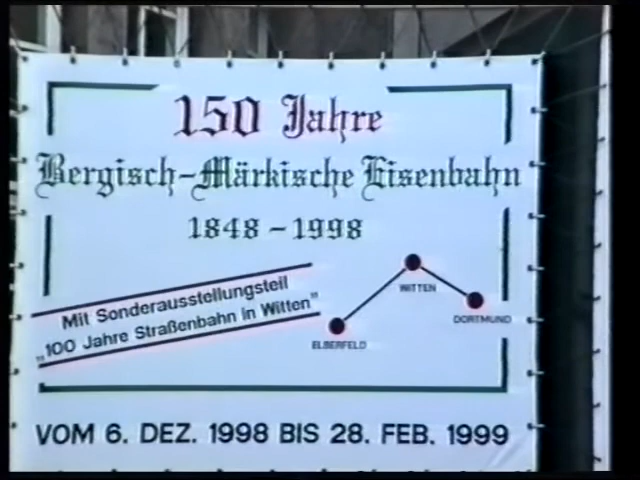 150 Jahre
Bergisch-Märkische Eisenbahn
1848 - 1998
Mit Sonderausstellungsteil
„100 Jahre Straßenbahn in Witten"
WITTEN
DORTMUND
ELBERFELD
VOM 6. DEZ. 1998 BIS 28. FEB. 1999